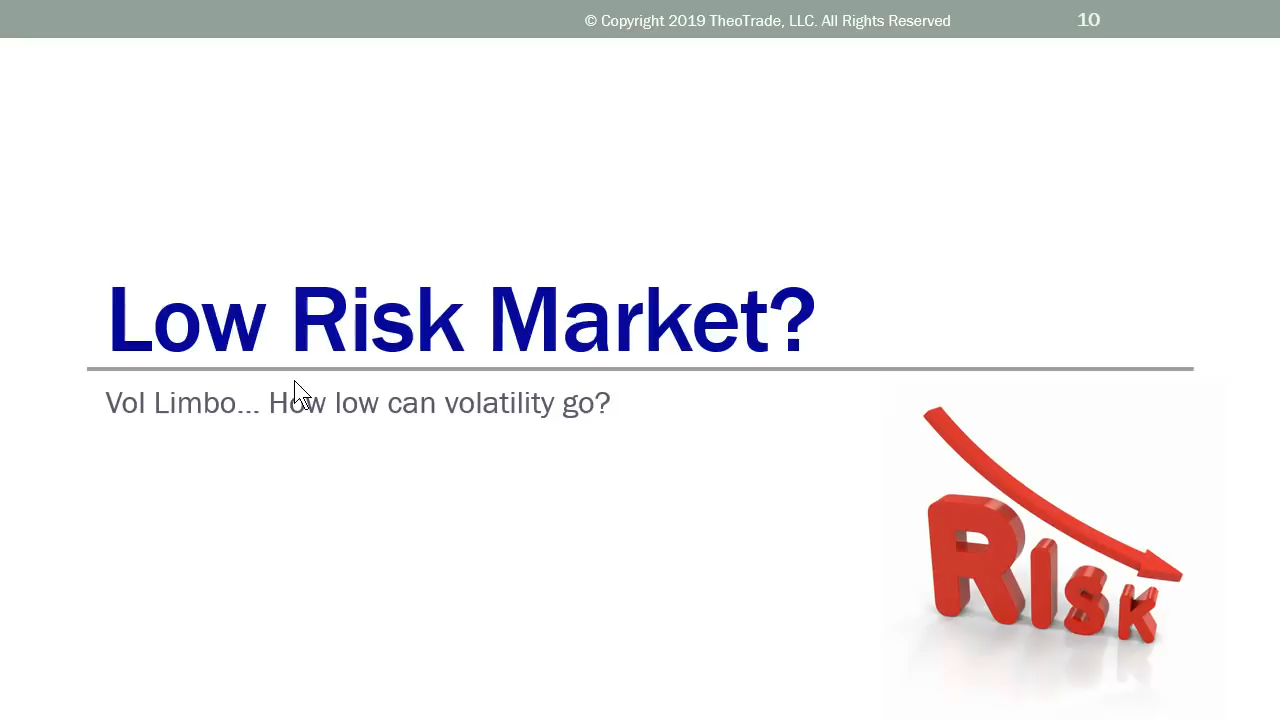 © Copyright 2019 TheoTrade, LLC. All Rights Reserved 10
Low Risk Market?
Vol Limbo... How low can volatility go?
RISK